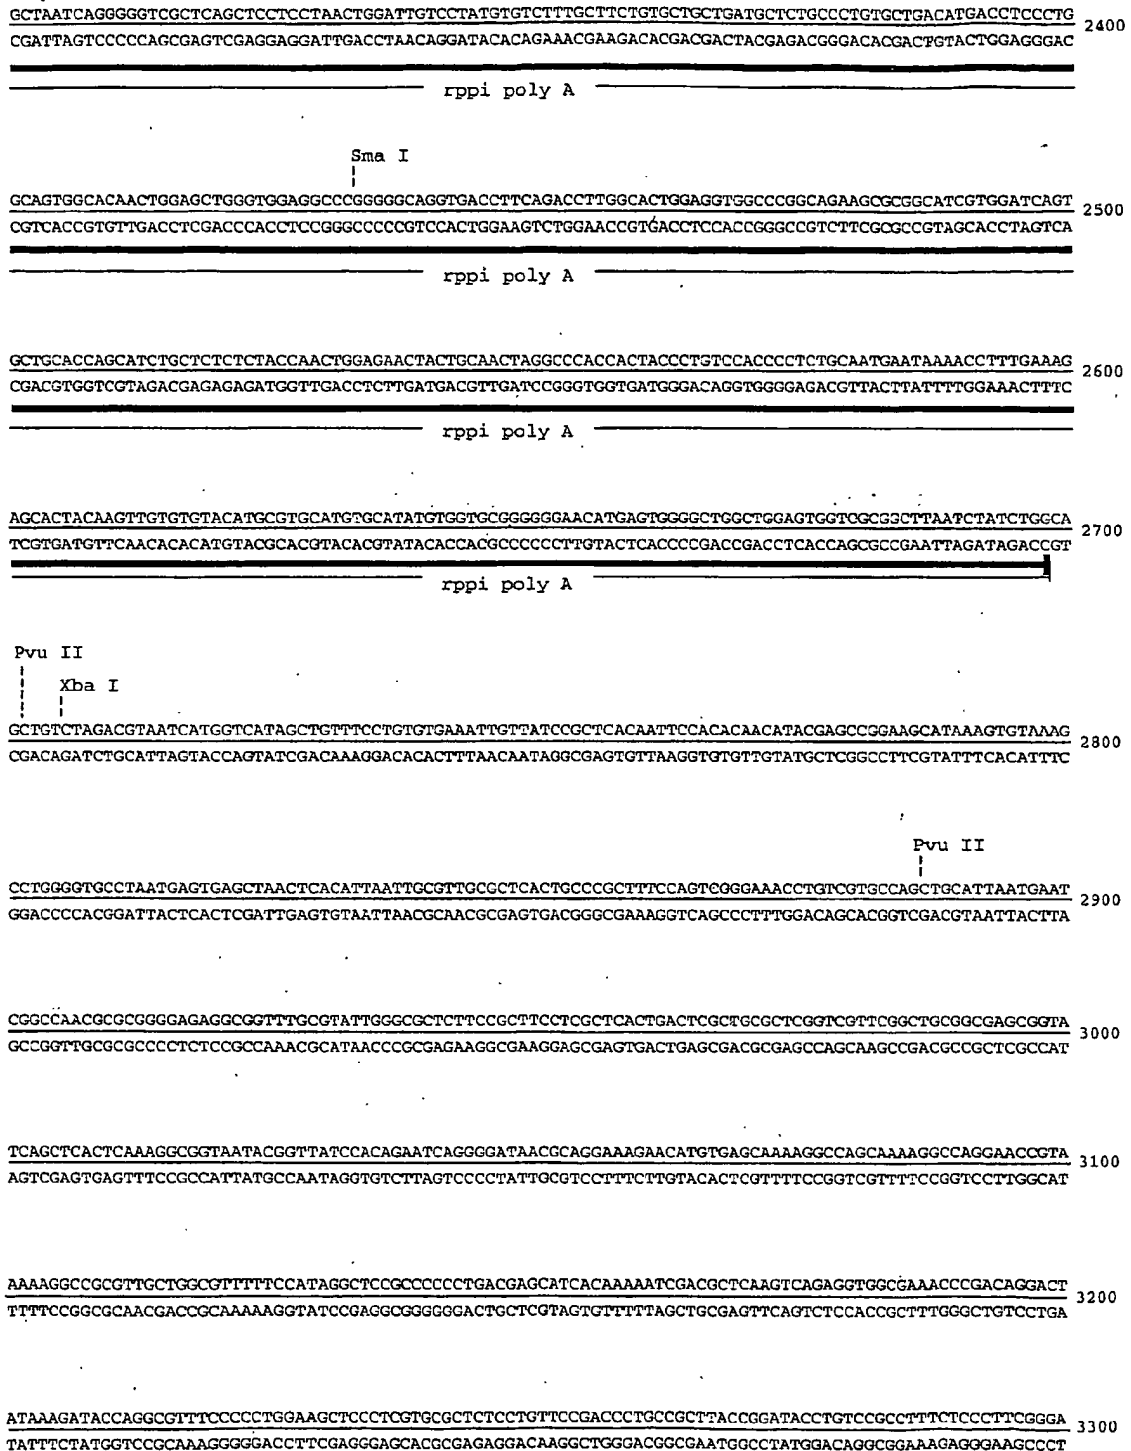 GCTAATCAGGGGGTCGCTCAGCTCCTCCTAACTGGATTGTCCTATGTGTCTTTGCTTCTGTGCTGCTGATGCTCTGCCCTGTGCTGACATGACCTCCCTG
2400
CGATTAGTCCCCCAGCGAGTCGAGGAGGATTGACCTAACAGGATACACAGAAACGAAGACACGACGACTACGAGACGGGACACGACTGTACTGGAGGGAC
rppi poly A
Sma I
GCAGTGGCACAACTGGAGCTGGGTGGAGGCCCGGGGGCAGGTGACCTTCAGACCTTGGCACTGGAGGTGGCCCGGCAGAAGCGCGGCATCGTGGATCAGT
2500
CGTCACCGTGTTGACCTCGACCCACCTCCGGGCCCCCGTCCACTGGAAGTCTGGAACCGTGACCTCCACCGGGCCGTCTTCGCGCCGTAGCACCTAGTCA
rppi poly A
GCTGCACCAGCATCTGCTCTCTCTACCAACTGGAGAACTACTGCAACTAGGCCCACCACTACCCTGTCCACCCCTCTGCAATGAATAAAACCTTTGAAAG
2600
CGACGTGGTCGTAGACGAGAGAGATGGTTGACCTCTTGATGACGTTGATCCGGGTGGTGATGGGACAGGTGGGGAGACGTTACTTATTTTGGAAACTTTC
rppi poly A
AGCACTACAAGTTGTGTGTACATGCGTGCATGTGCATATGTGGTGCGGGGGGAACATGAGTGGGGCTGGCTGGAGTGGTCGCGGCTTAATCTATCTGGCA
2700
TCGTGATGTTCAACACACATGTACGCACGTACACGTATACACCACGCCCCCCTTGTACTCACCCCGACCGACCTCACCAGCGCCGAATTAGATAGACCGT
rppi poly A
Pvu II
Xba I
GCTGTCTAGACGTAATCATGGTCATAGCTGTTTCCTGTGTGAAATTGTTATCCGCTCACAATTCCACACAACATACGAGCCGGAAGCATAAAGTGTAAAG
2800
CGACAGATCTGCATTAGTACCAGTATCGACAAAGGACACACTTTAACAATAGGCGAGTGTTAAGGTGTGTTGTATGCTCGGCCTTCGTATTTCACATTTC
Pvu II
CCTGGGGTGCCTAATGAGTGAGCTAACTCACATTAATTGCGTTGCGCTCACTGCCCGCTTTCCAGTCGGGAAACCTGTCGTGCCAGCTGCATTAATGAAT
2900
GGACCCCACGGATTACTCACTCGATTGAGTGTAATTAACGCAACGCGAGTGACGGGCGAAAGGTCAGCCCTTTGGACAGCACGGTCGACGTAATTACTTA
CGGCCAACGCGCGGGGAGAGGCGGTTTGCGTATTGGGCGCTCTTCCGCTTCCTCGCTCACTGACTCGCTGCGCTCGGTCGTTCGGCTGCGGCGAGCGGTA
3000
GCCGGTTGCGCGCCCCTCTCCGCCAAACGCATAACCCGCGAGAAGGCGAAGGAGCGAGTGACTGAGCGACGCGAGCCAGCAAGCCGACGCCGCTCGCCAT
TCAGCTCACTCAAAGGCGGTAATACGGTTATCCACAGAATCAGGGGATAACGCAGGAAAGAACATGTGAGCAAAAGGCCAGCAAAAGGCCAGGAACCGTA
3100
AGTCGAGTGAGTTTCCGCCATTATGCCAATAGGTGTCTTAGTCCCCTATTGCGTCCTTTCTTGTACACTCGTTTTCCGGTCGTTTTCCGGTCCTTGGCAT
AAAAGGCCGCGTTGCTGGCGTTTTTCCATAGGCTCCGCCCCCCTGACGAGCATCACAAAAATCGACGCTCAAGTCAGAGGTGGCGAAACCCGACAGGACT
3200
TTTTCCGGCGCAACGACCGCAAAAAGGTATCCGAGGCGGGGGGACTGCTCGTAGTGTTTTTAGCTGCGAGTTCAGTCTCCACCGCTTTGGGCTGTCCTGA
ATAAAGATACCAGGCGTTTCCCCCTGGAAGCTCCCTCGTGCGCTCTCCTGTTCCGACCCTGCCGCTTACCGGATACCTGTCCGCCTTTCTCCCTTCGGGA
3300
TATTTCTATGGTCCGCAAAGGGGGACCTTCGAGGGAGCACGCGAGAGGACAAGGCTGGGACGGCGAATGGCCTATGGACAGGCGGAAAGAGGGAAGCCCT